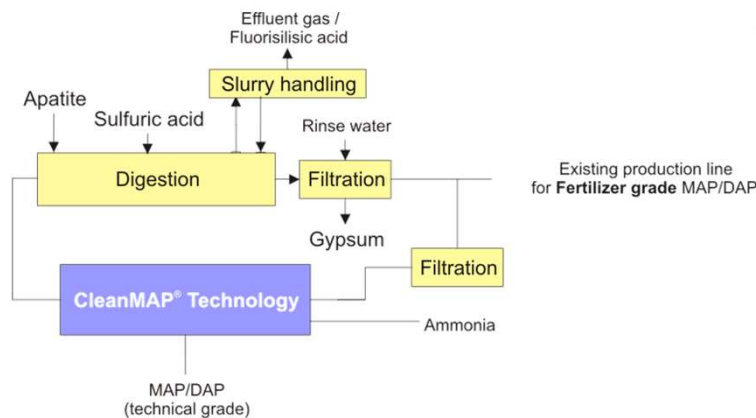 Effluent gas /
Fluorisilisic acid
Slurry handling
Apatite
Sulfuric acid
Rinse water
Digestion
Filtration
Existing production line
for Fertilizer grade MAP/DAP
Gypsum
Filtration
CleanMAP® Technology
Ammonia
MAP/DAP
(technical grade)